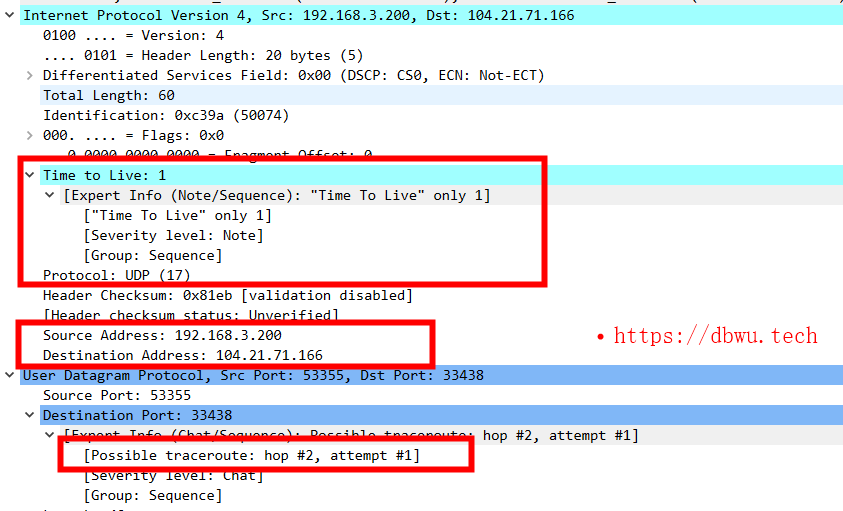 Internet Protocol Version 4, Src: 192.168.3.200, Dst: 104.21.71.166
0100 .... = Version: 4
.... 0101 = Header Length: 20 bytes (5)
Differentiated Services Field: 0x00 (DSCP: CS0, ECN: Not-ECT)
Total Length: 60
Identification: 0xc39a (50074)
000. .... = Flags: 0x0
...0 0000 0000 0000 = Fragment Offset: 0
Time to Live: 1
[Expert Info (Note/Sequence): "Time To Live" only 1]
["Time To Live" only 1]
[Severity level: Note]
[Group: Sequence]
Protocol: UDP (17)
Header Checksum: 0x81eb [validation disabled]
[Header checksum status: Unverified]
Source Address: 192.168.3.200
• https://dbwu.tech
Destination Address: 104.21.71.166
User Datagram Protocol, Src Port: 53355, Dst Port: 33438
Source Port: 53355
Destination Port: 33438
[Expert Info (Chat/Sequence): Possible traceroute: hop #2, attempt #1]
[Possible traceroute: hop #2, attempt #1]
[Severity level: Chat]
[Group: Sequence]